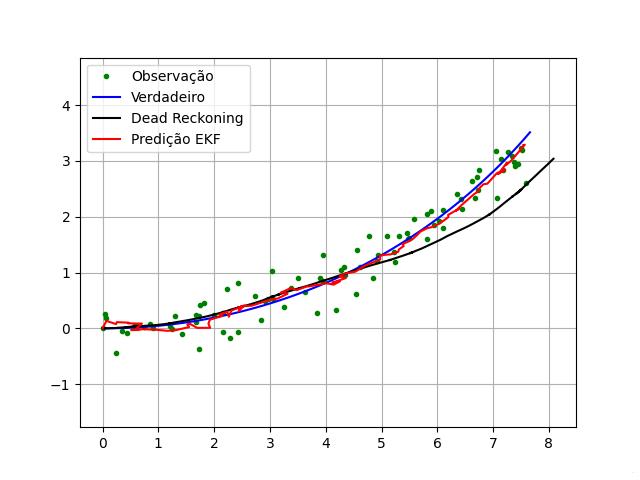 Observação
Verdadeiro
Dead Reckoning
Predição EKF
4
3
2
1
0
−1
0 1 2 3 4 5 6 7 8